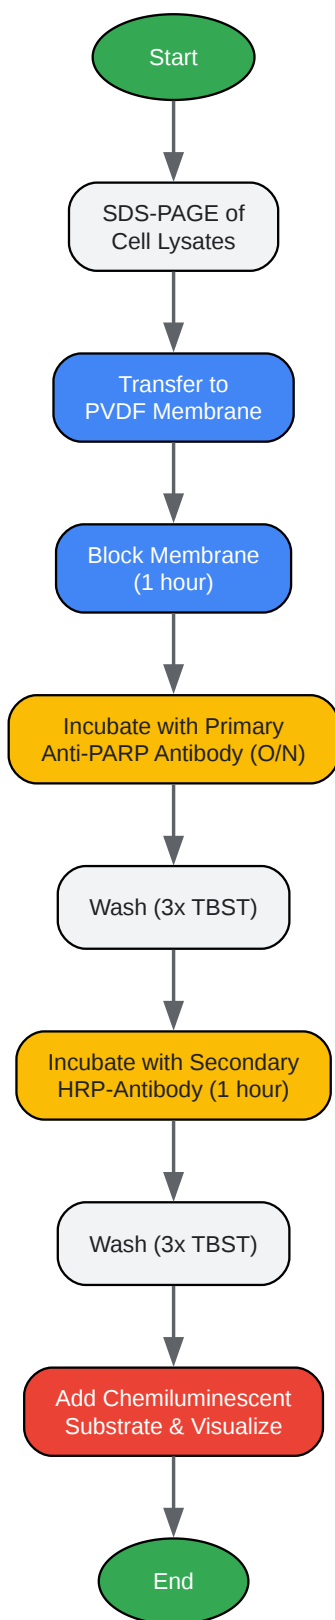 Start
SDS-PAGE of
Cell Lysates
Transfer to
PVDF Membrane
Block Membrane
(1 hour)
Incubate with Primary
Anti-PARP Antibody (O/N)
Wash (3x TBST)
Incubate with Secondary
HRP-Antibody (1 hour)
Wash (3x TBST)
Add Chemiluminescent
Substrate & Visualize
End